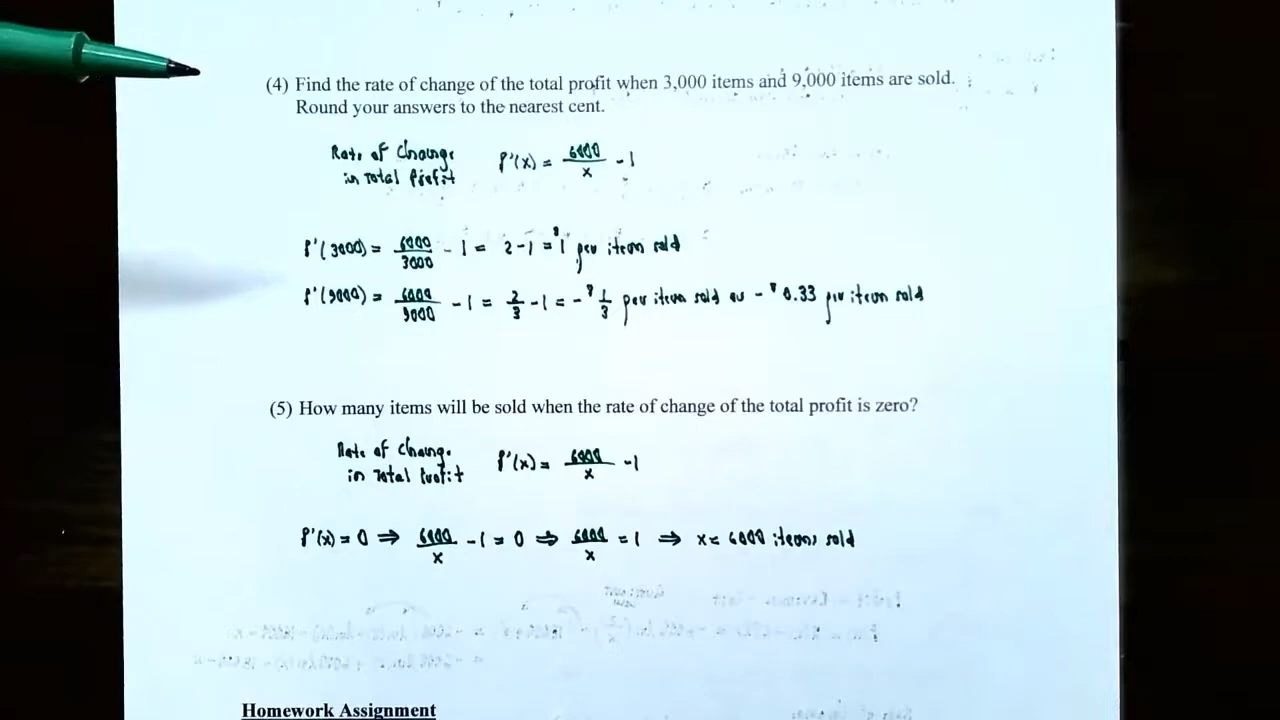 (4) Find the rate of change of the total profit when 3,000 items and 9,000 items are sold.
Round your answers to the nearest cent.
Rate of Change
in Total Profit P'(x) = 6000/x - 1
P'(3000) = 6000/3000 - 1 = 2 - 1 = $1 per item sold
P'(9000) = 6000/9000 - 1 = 2/3 - 1 = -$ 1/3 per item sold or -$0.33 per item sold
(5) How many items will be sold when the rate of change of the total profit is zero?
Rate of Change
in Total Profit P'(x) = 6000/x - 1
P'(x) = 0 ⇒ 6000/x - 1 = 0 ⇒ 6000/x = 1 ⇒ x = 6000 items sold
Homework Assignment